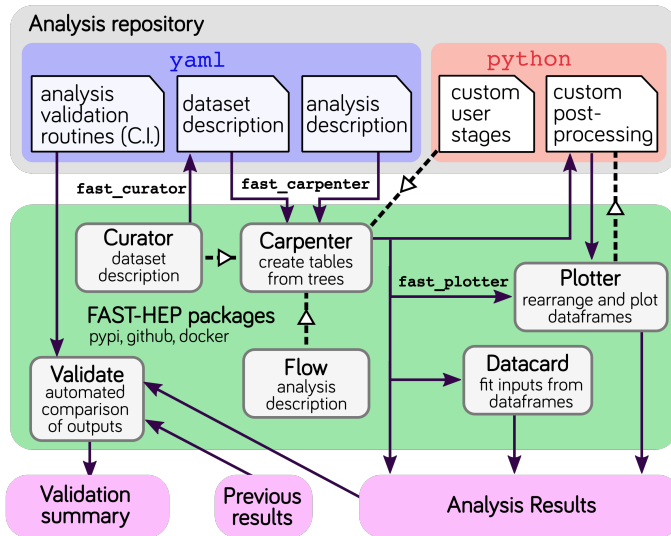 Analysis repository
yaml
python
analysis
validation
routines (C.I.)
dataset
description
analysis
description
custom
user
stages
custom
post-
processing
fast_curator
fast_carpenter
Curator
dataset
description
Carpenter
create tables
from trees
fast_plotter
Plotter
rearrange and plot
dataframes
FAST-HEP packages
pypi, github, docker
Validate
automated
comparison
of outputs
Flow
analysis
description
Datacard
fit inputs from
dataframes
Validation
summary
Previous
results
Analysis Results